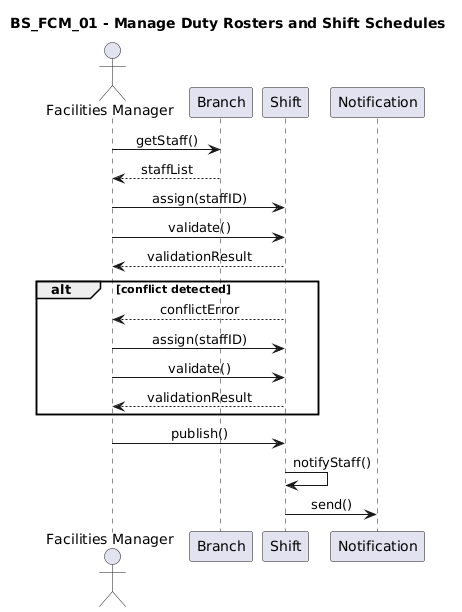 BS_FCM_01 - Manage Duty Rosters and Shift Schedules
Facilities Manager
Branch
Shift
Notification
getStaff()
staffList
assign(staffID)
validate()
validationResult
alt
[conflict detected]
conflictError
assign(staffID)
validate()
validationResult
publish()
notifyStaff()
send()
Facilities Manager
Branch
Shift
Notification